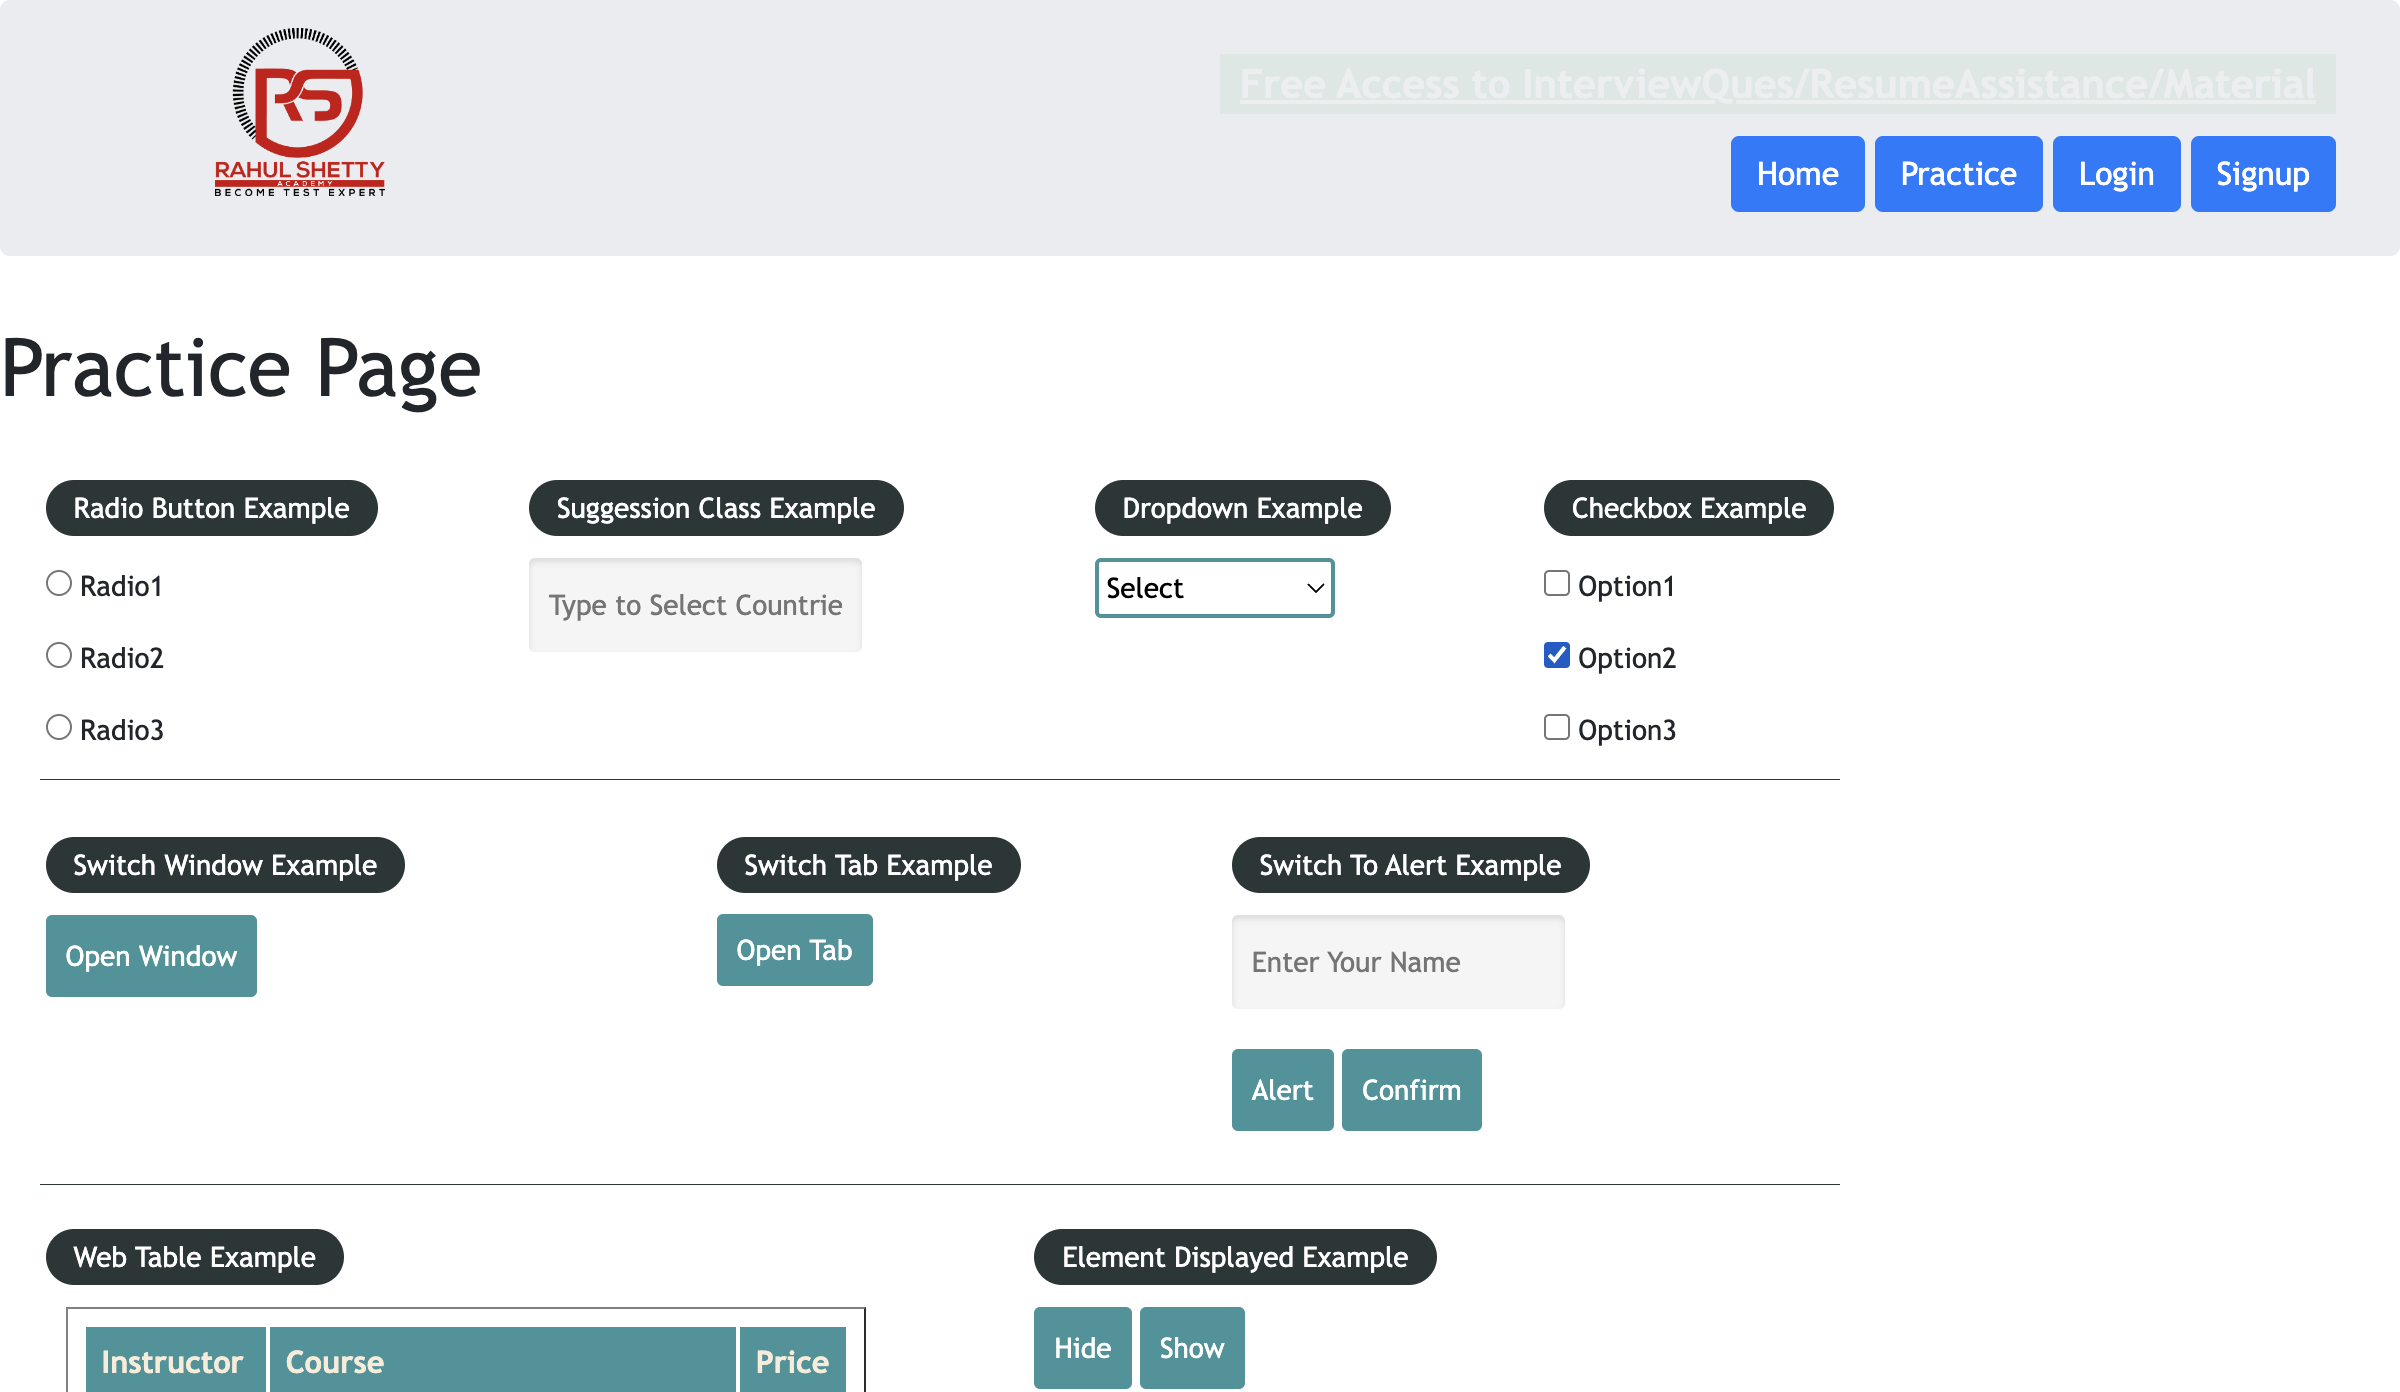 RAHUL SHETTY
ACADEMY
BECOME TEST EXPERT
Free Access to InterviewQues/ResumeAssistance/Material
Home Practice Login Signup
Practice Page
Radio Button Example
Radio1
Radio2
Radio3
Suggession Class Example
Type to Select Countrie
Dropdown Example
Select
Checkbox Example
Option1
Option2
Option3
Switch Window Example
Open Window
Switch Tab Example
Open Tab
Switch To Alert Example
Enter Your Name
Alert Confirm
Web Table Example
Instructor Course Price
Element Displayed Example
Hide Show